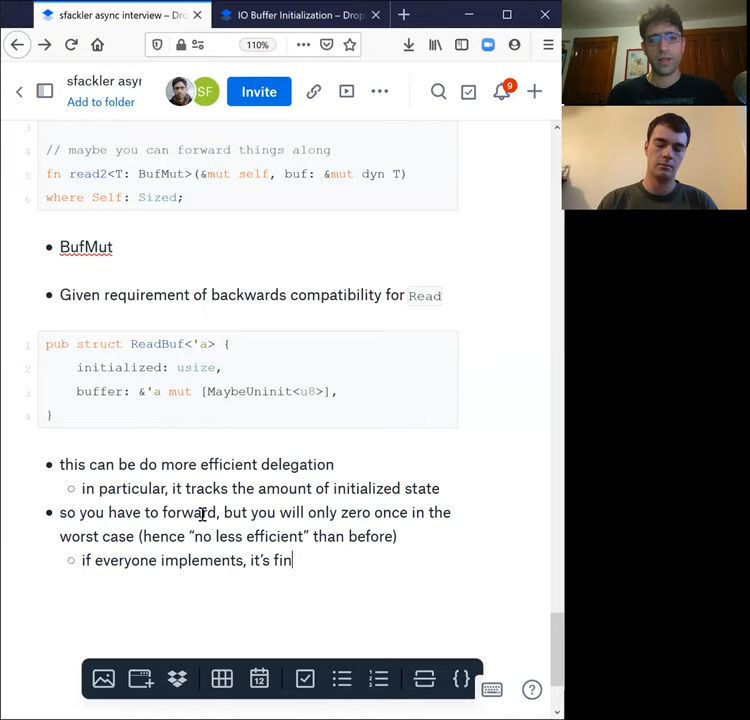 sfackler async interview – Dro
IO Buffer Initialization – Drop
110%
sfackler asyr
Add to folder
SF
Invite
9
3
4 // maybe you can forward things along
5 fn read2<T: BufMut>(&mut self, buf: &mut dyn T)
6 where Self: Sized;
BufMut
Given requirement of backwards compatibility for Read
1 pub struct ReadBuf<'a> {
2 initialized: usize,
3 buffer: &'a mut [MaybeUninit<u8>],
4 }
this can be do more efficient delegation
in particular, it tracks the amount of initialized state
so you have to forward, but you will only zero once in the
worst case (hence “no less efficient” than before)
if everyone implements, it’s fin